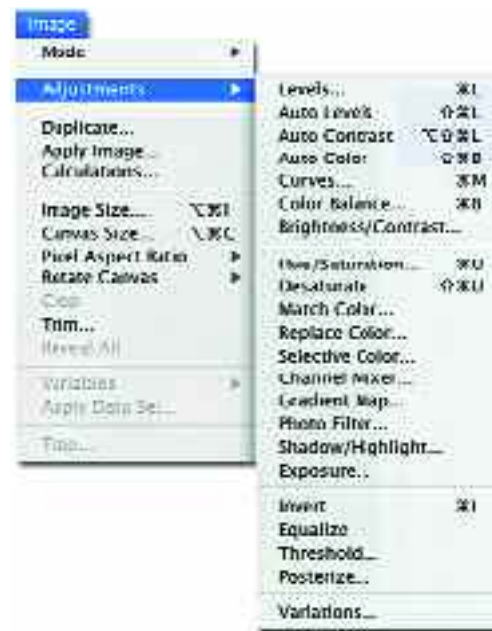 Image
Mode
Adjustments
Duplicate...
Apply Image...
Calculations...
Image Size... ⌥⌘I
Canvas Size... ⌥⌘C
Pixel Aspect Ratio
Rotate Canvas
Crop
Trim...
Reveal All
Variables
Apply Data Set...
Trap...
Levels... ⌘L
Auto Levels ⇧⌘L
Auto Contrast ⌥⇧⌘L
Auto Color ⇧⌘B
Curves... ⌘M
Color Balance... ⌘B
Brightness/Contrast...
Hue/Saturation... ⌘U
Desaturate ⇧⌘U
Match Color...
Replace Color...
Selective Color...
Channel Mixer...
Gradient Map...
Photo Filter...
Shadow/Highlight...
Exposure...
Invert ⌘I
Equalize
Threshold...
Posterize...
Variations...